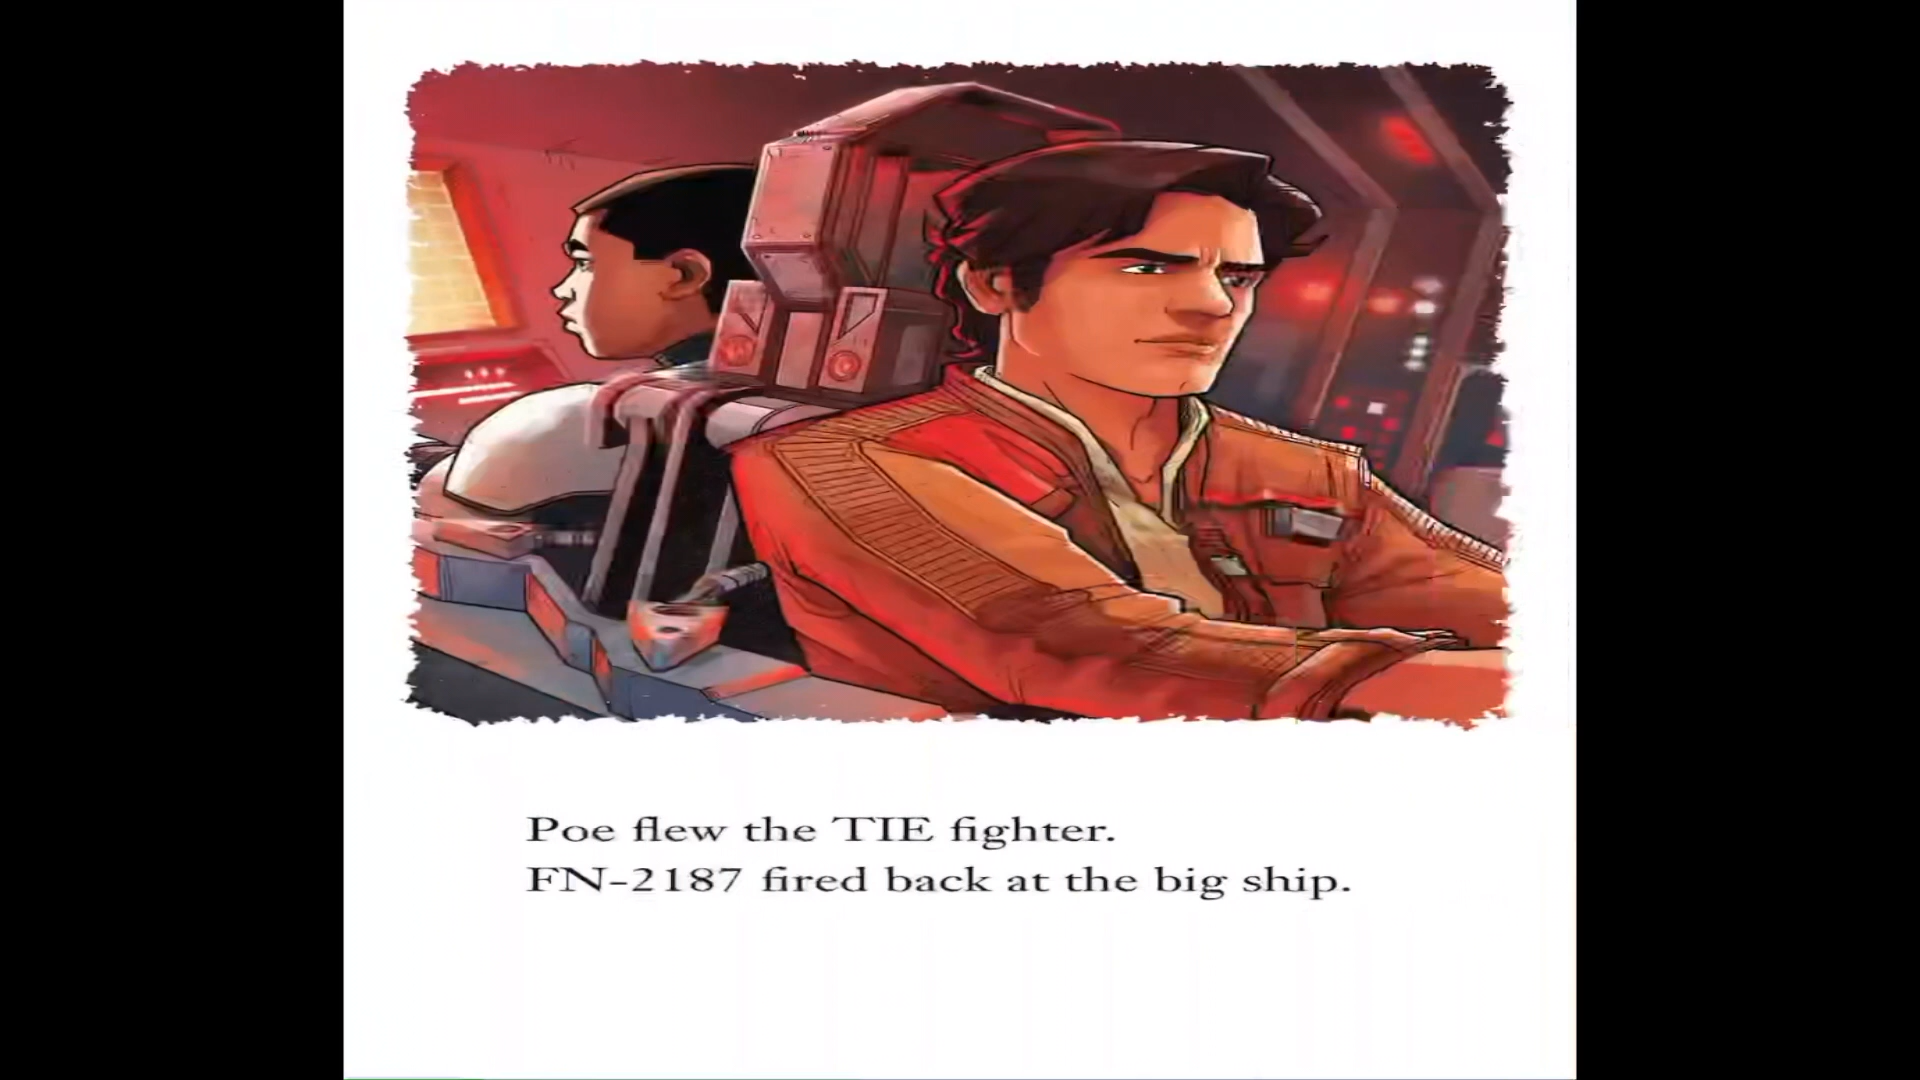 Poe flew the TIE fighter.
FN-2187 fired back at the big ship.